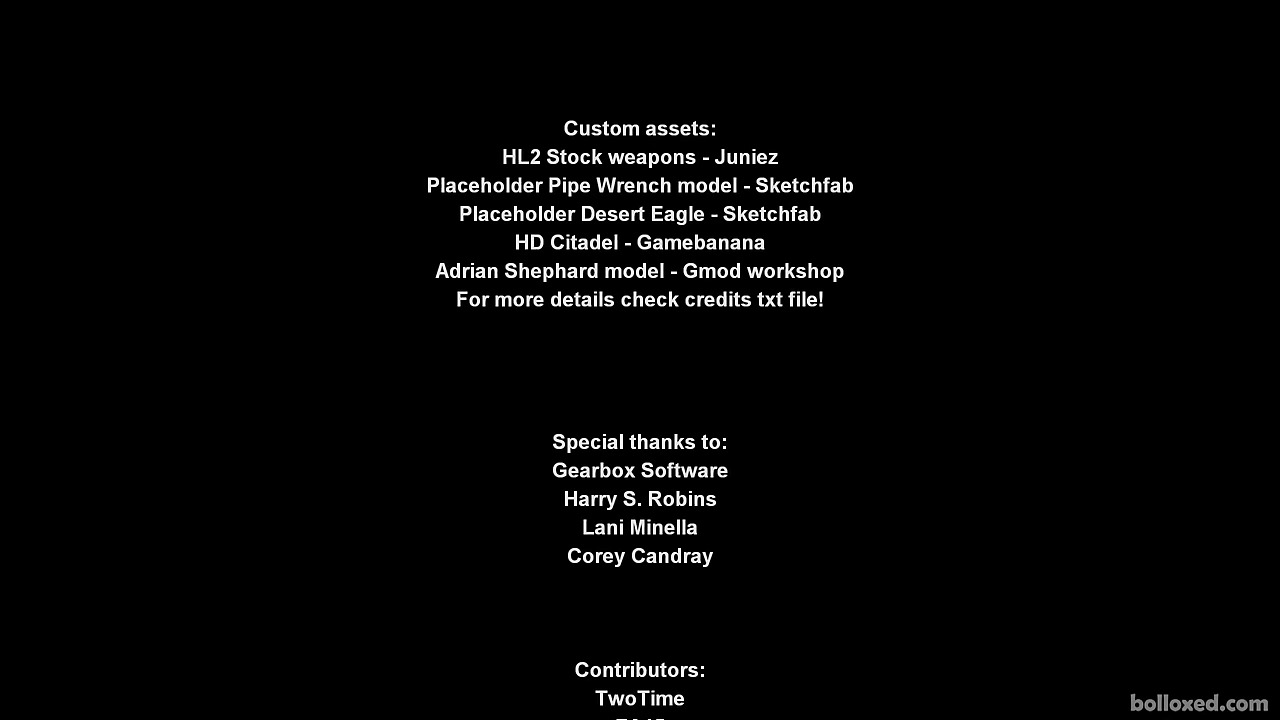 Custom assets:
HL2 Stock weapons - Juniez
Placeholder Pipe Wrench model - Sketchfab
Placeholder Desert Eagle - Sketchfab
HD Citadel - Gamebanana
Adrian Shephard model - Gmod workshop
For more details check credits txt file!
Special thanks to:
Gearbox Software
Harry S. Robins
Lani Minella
Corey Candray
Contributors:
TwoTime
bolloxed.com